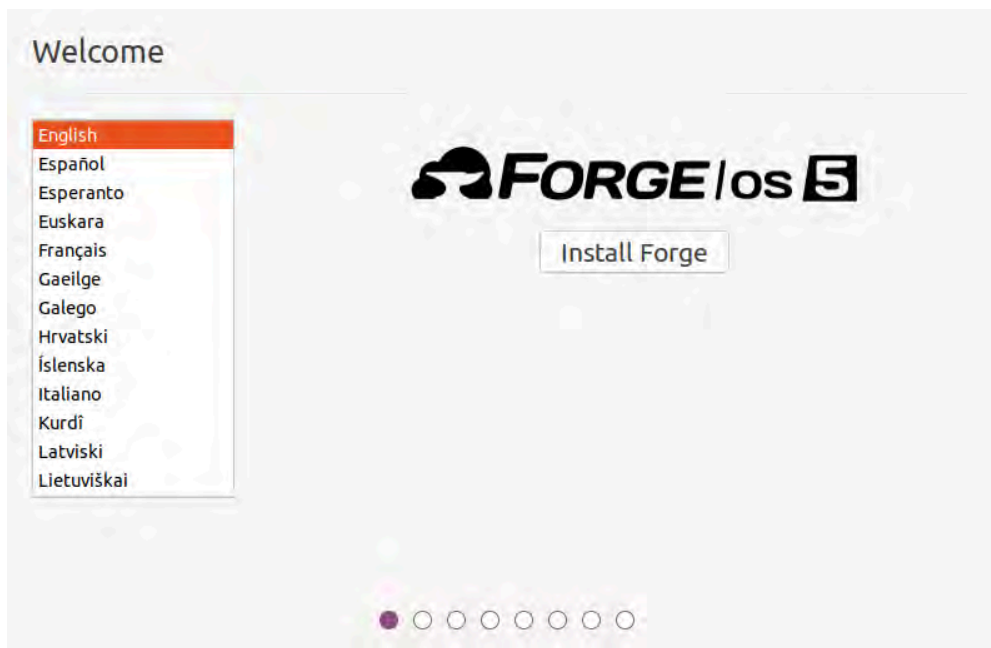 Welcome
English
Español
Esperanto
Euskara
Français
Gaeilge
Galego
Hrvatski
Íslenska
Italiano
Kurdî
Latviski
Lietuviškai
FORGE/os 5
Install Forge